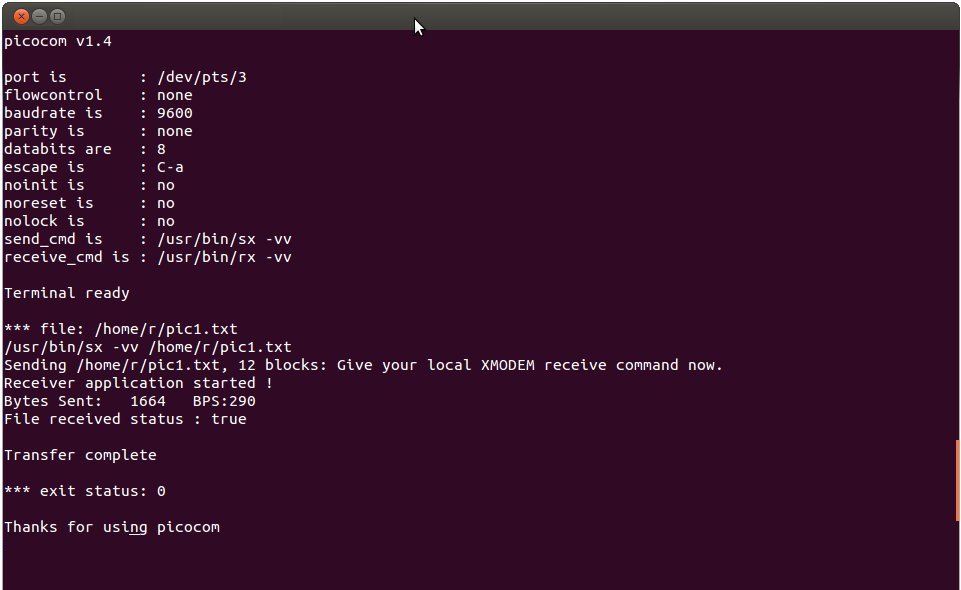 picocom v1.4
port is        : /dev/pts/3
flowcontrol    : none
baudrate is    : 9600
parity is      : none
databits are   : 8
escape is      : C-a
noinit is      : no
noreset is     : no
nolock is      : no
send_cmd is    : /usr/bin/sx -vv
receive_cmd is : /usr/bin/rx -vv
Terminal ready
*** file: /home/r/pic1.txt
/usr/bin/sx -vv /home/r/pic1.txt
Sending /home/r/pic1.txt, 12 blocks: Give your local XMODEM receive command now.
Receiver application started !
Bytes Sent:   1664   BPS:290
File received status : true
Transfer complete
*** exit status: 0
Thanks for using picocom